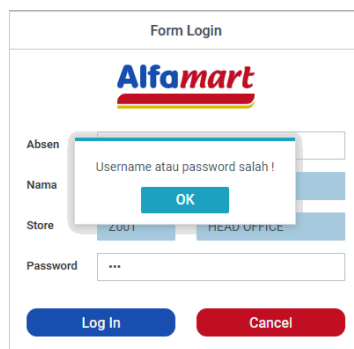 Form Login
Alfamart
Absen
Username atau password salah !
Nama
OK
Store Z001 HEAD OFFICE
Password •••
Log In Cancel